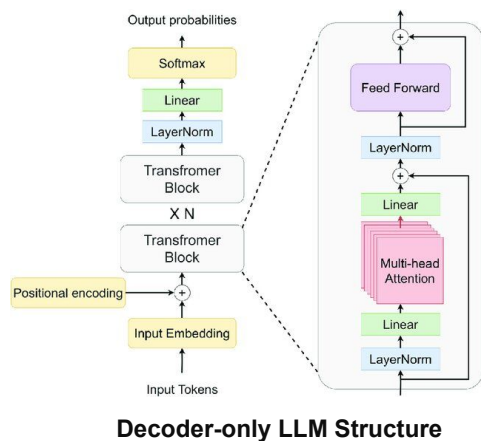 Output probabilities
Softmax
Linear
LayerNorm
Transfromer
Block
X N
Transfromer
Block
Positional encoding
+
Input Embedding
Input Tokens
+
Feed Forward
LayerNorm
+
Linear
Multi-head
Attention
Linear
LayerNorm
Decoder-only LLM Structure